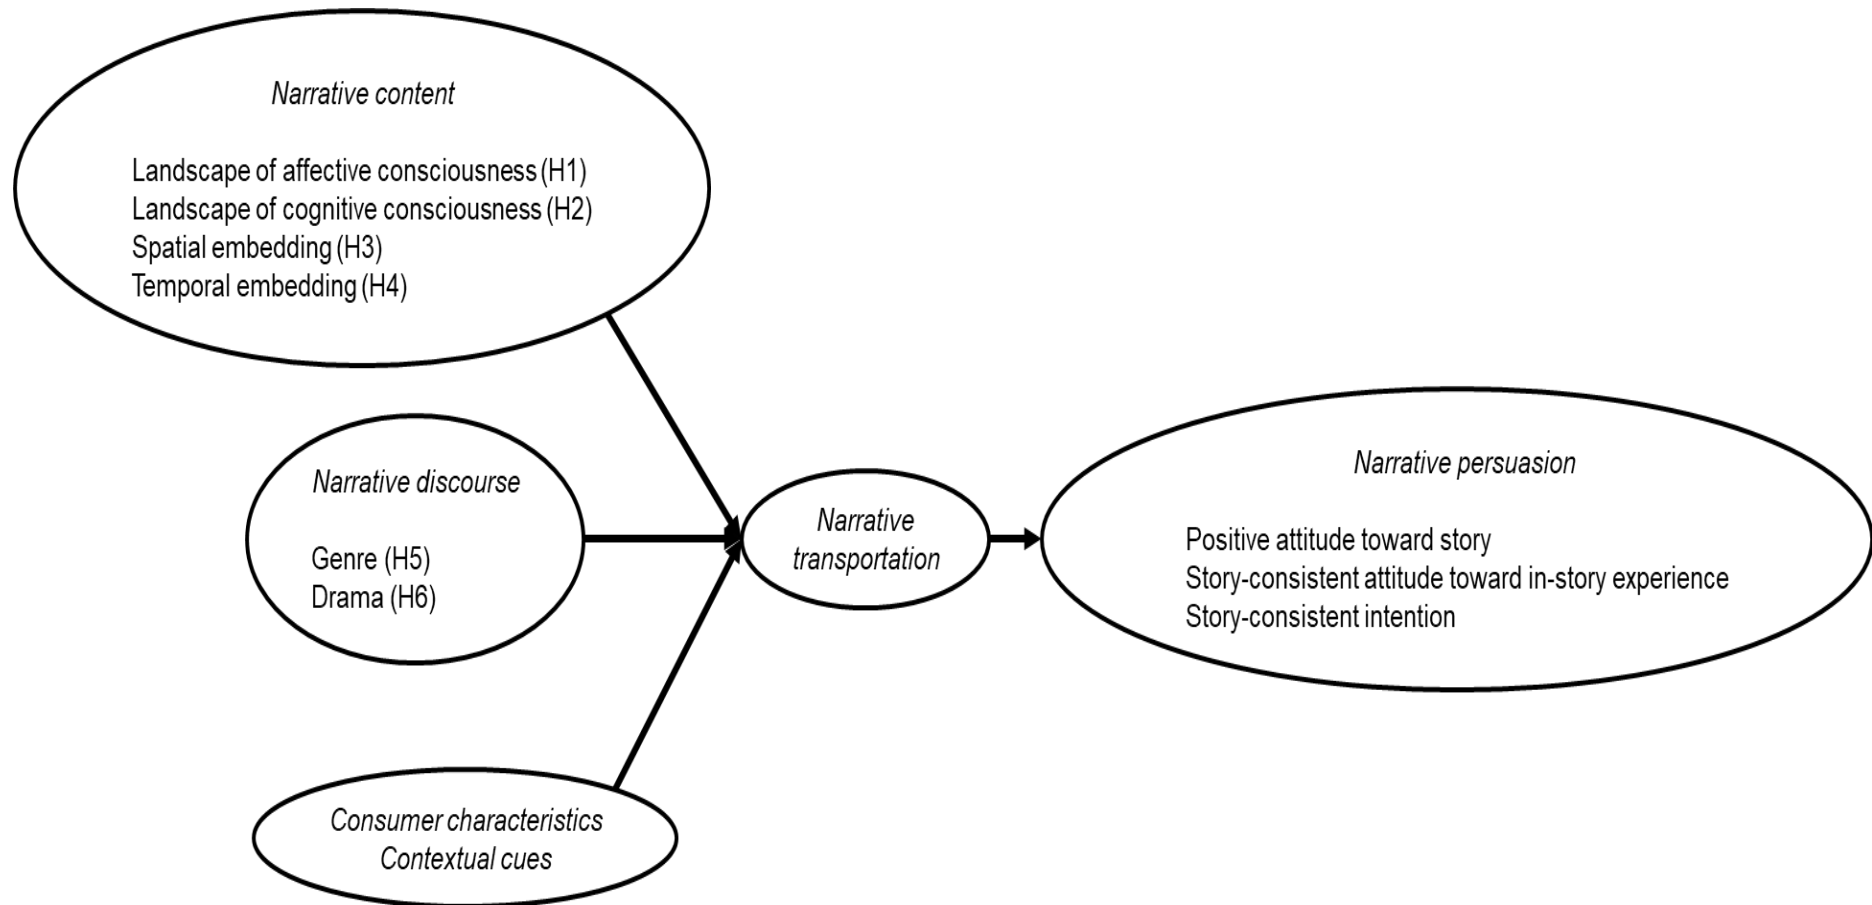 Narrative content
Landscape of affective consciousness (H1)
Landscape of cognitive consciousness (H2)
Spatial embedding (H3)
Temporal embedding (H4)
Narrative discourse
Genre (H5)
Drama (H6)
Consumer characteristics
Contextual cues
Narrative
transportation
Narrative persuasion
Positive attitude toward story
Story-consistent attitude toward in-story experience
Story-consistent intention